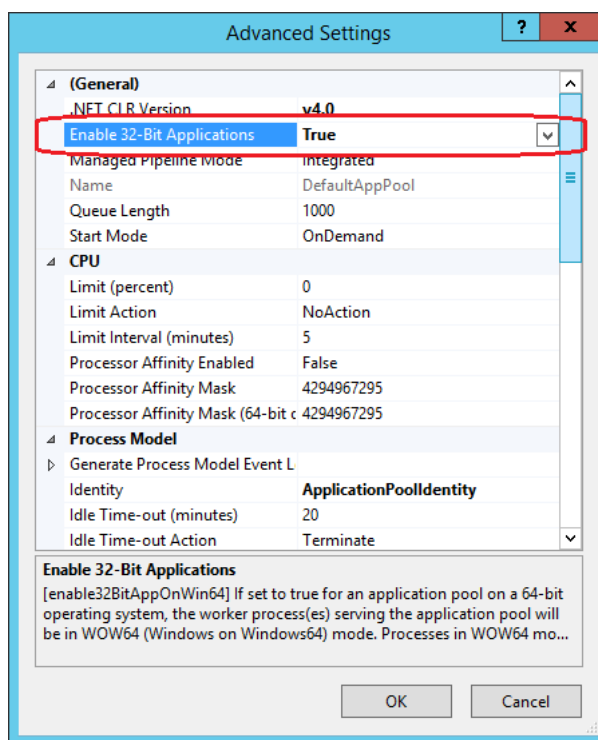 Advanced Settings
? x
(General)
.NET CLR Version v4.0
Enable 32-Bit Applications True
Managed Pipeline Mode Integrated
Name DefaultAppPool
Queue Length 1000
Start Mode OnDemand
CPU
Limit (percent) 0
Limit Action NoAction
Limit Interval (minutes) 5
Processor Affinity Enabled False
Processor Affinity Mask 4294967295
Processor Affinity Mask (64-bit o 4294967295
Process Model
Generate Process Model Event L
Identity ApplicationPoolIdentity
Idle Time-out (minutes) 20
Idle Time-out Action Terminate
Enable 32-Bit Applications
[enable32BitAppOnWin64] If set to true for an application pool on a 64-bit
operating system, the worker process(es) serving the application pool will
be in WOW64 (Windows on Windows64) mode. Processes in WOW64 mo...
OK Cancel